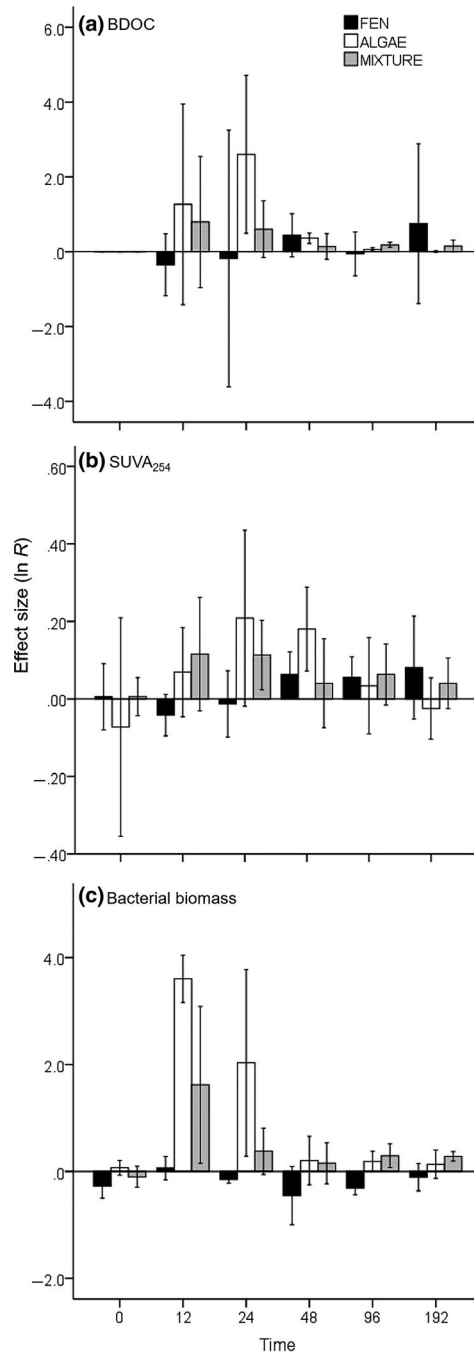 (a) BDOC
FEN
ALGAE
MIXTURE
6.0
4.0
2.0
.0
−2.0
−4.0
(b) SUVA254
.60
.40
.20
.00
−.20
−.40
Effect size (ln R)
(c) Bacterial biomass
4.0
2.0
.0
−2.0
0 12 24 48 96 192
Time